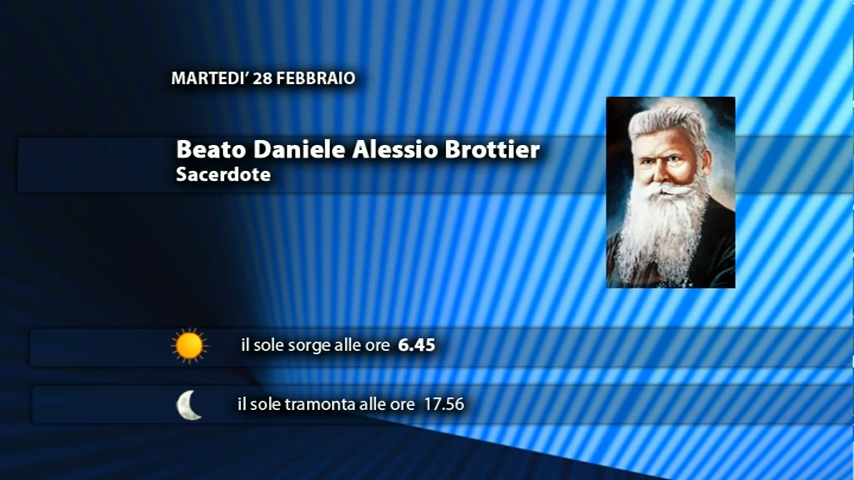 MARTEDI' 28 FEBBRAIO
Beato Daniele Alessio Brottier
Sacerdote
il sole sorge alle ore 6.45
il sole tramonta alle ore 17.56